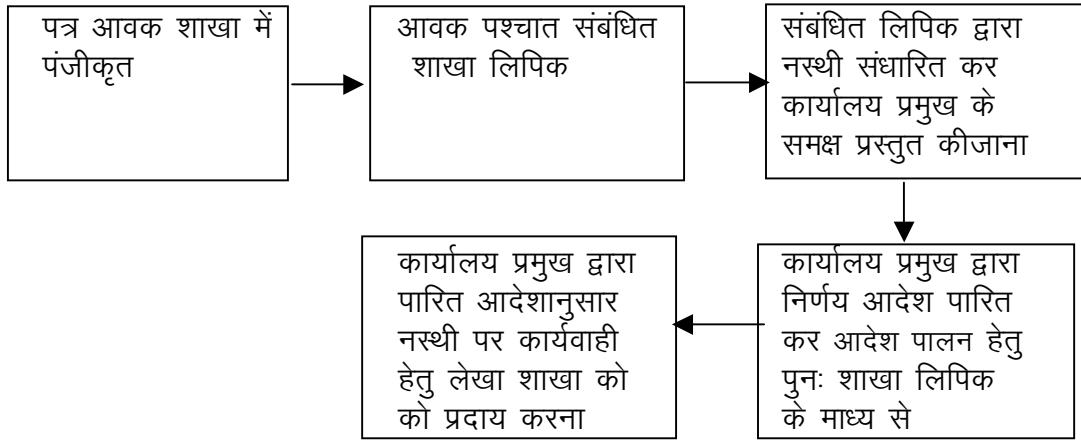 पत्र आवक शाखा में
पंजीकृत
आवक पश्चात संबंधित
शाखा लिपिक
संबंधित लिपिक द्वारा
नस्थी संधारित कर
कार्यालय प्रमुख के
समक्ष प्रस्तुत कीजाना
कार्यालय प्रमुख द्वारा
निर्णय आदेश पारित
कर आदेश पालन हेतु
पुनः शाखा लिपिक
के माध्य से
कार्यालय प्रमुख द्वारा
पारित आदेशानुसार
नस्थी पर कार्यवाही
हेतु लेखा शाखा को
को प्रदाय करना